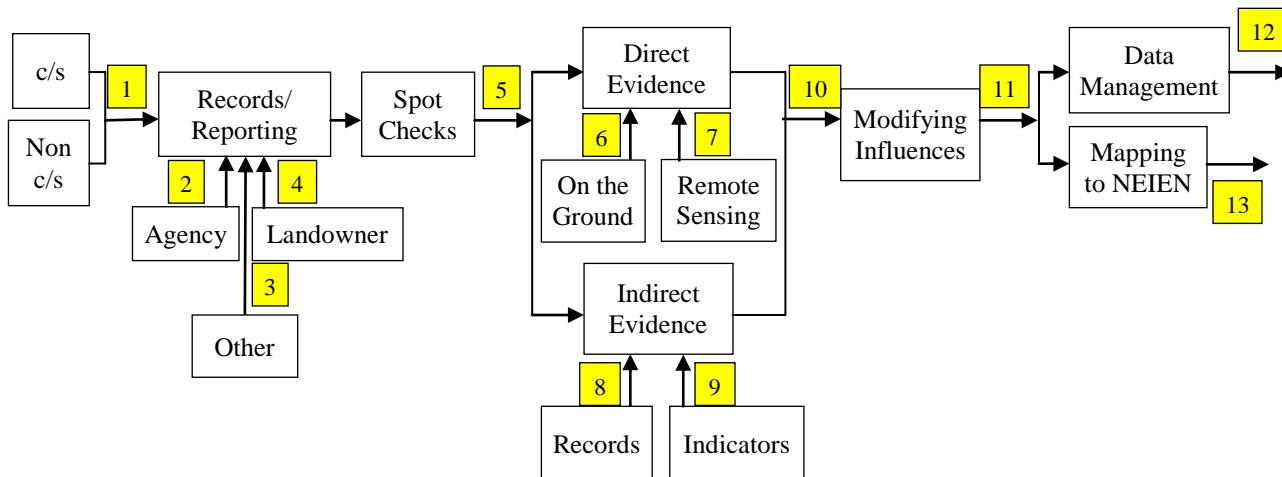 c/s
Non
c/s
1
Records/
Reporting
2
4
Agency
Landowner
3
Other
Spot
Checks
5
Direct
Evidence
6
7
On the
Ground
Remote
Sensing
Indirect
Evidence
8
9
Records
Indicators
10
Modifying
Influences
11
Data
Management
12
Mapping
to NEIEN
13